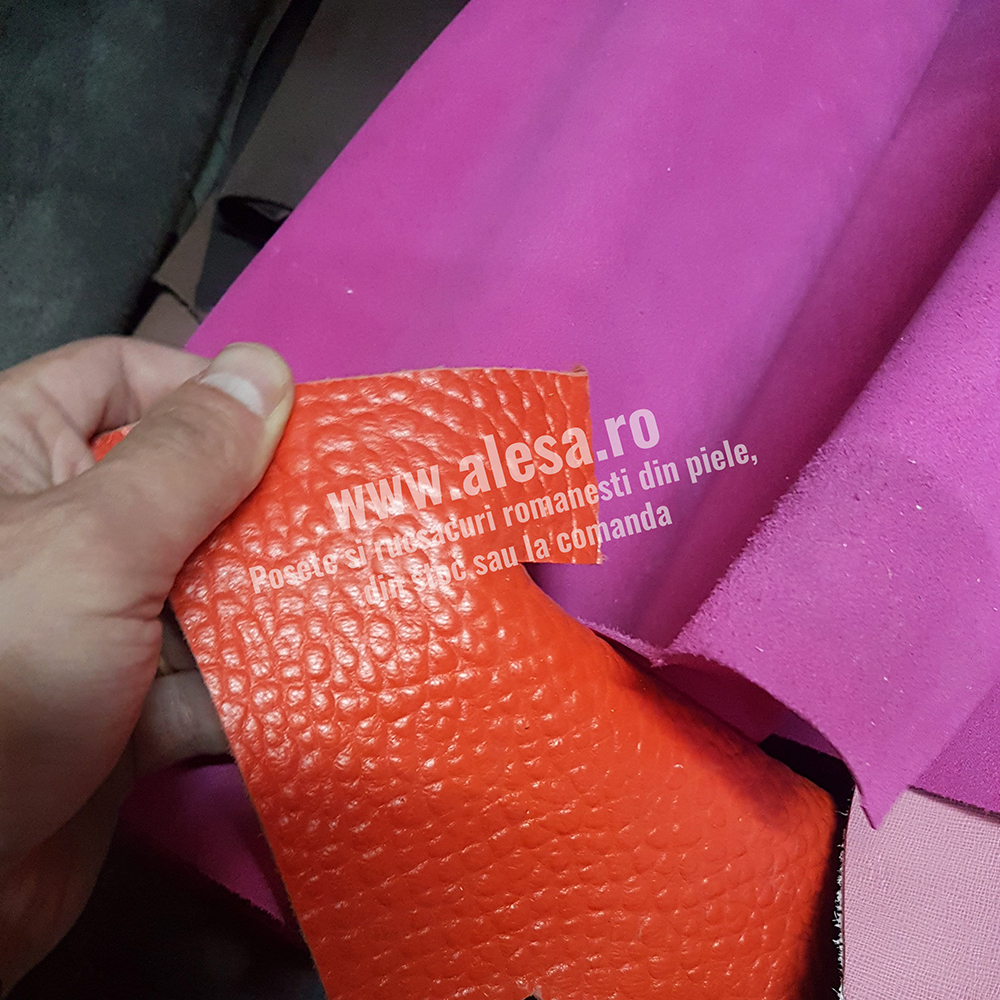 www.alesa.ro
Posete si rucsacuri romanesti din piele,
din stoc sau la comanda